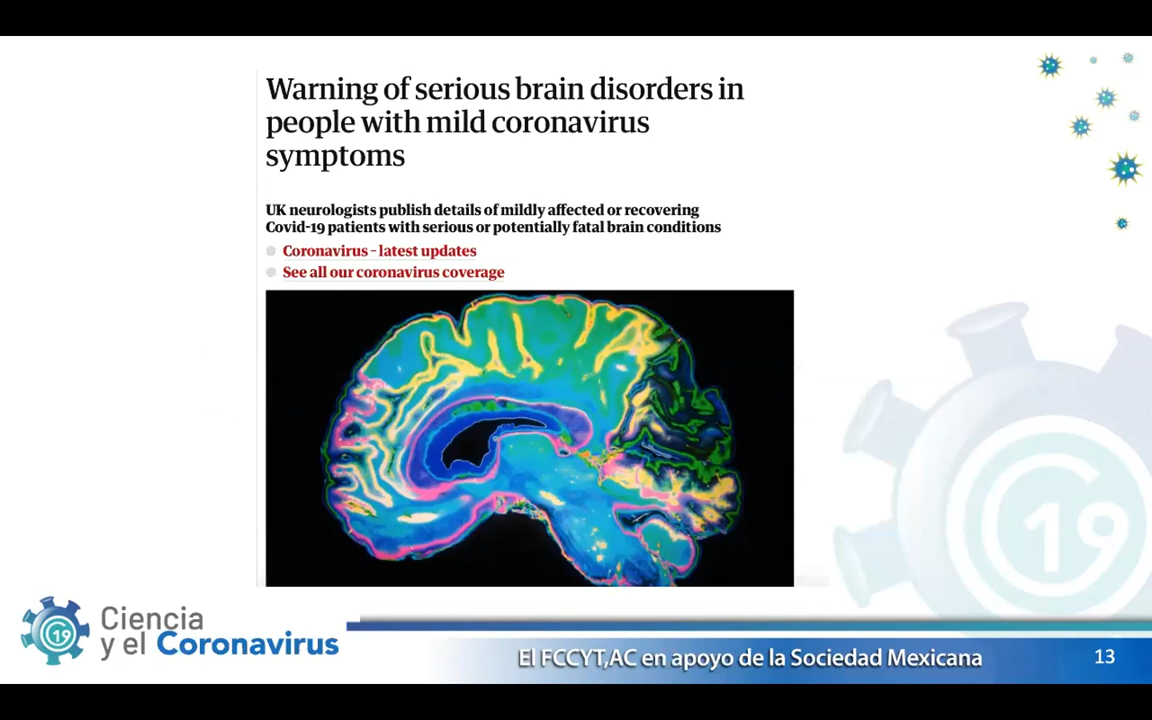 Warning of serious brain disorders in
people with mild coronavirus
symptoms
UK neurologists publish details of mildly affected or recovering
Covid-19 patients with serious or potentially fatal brain conditions
Coronavirus – latest updates
See all our coronavirus coverage
19
19
Ciencia
y el Coronavirus
El FCCYT,AC en apoyo de la Sociedad Mexicana
13